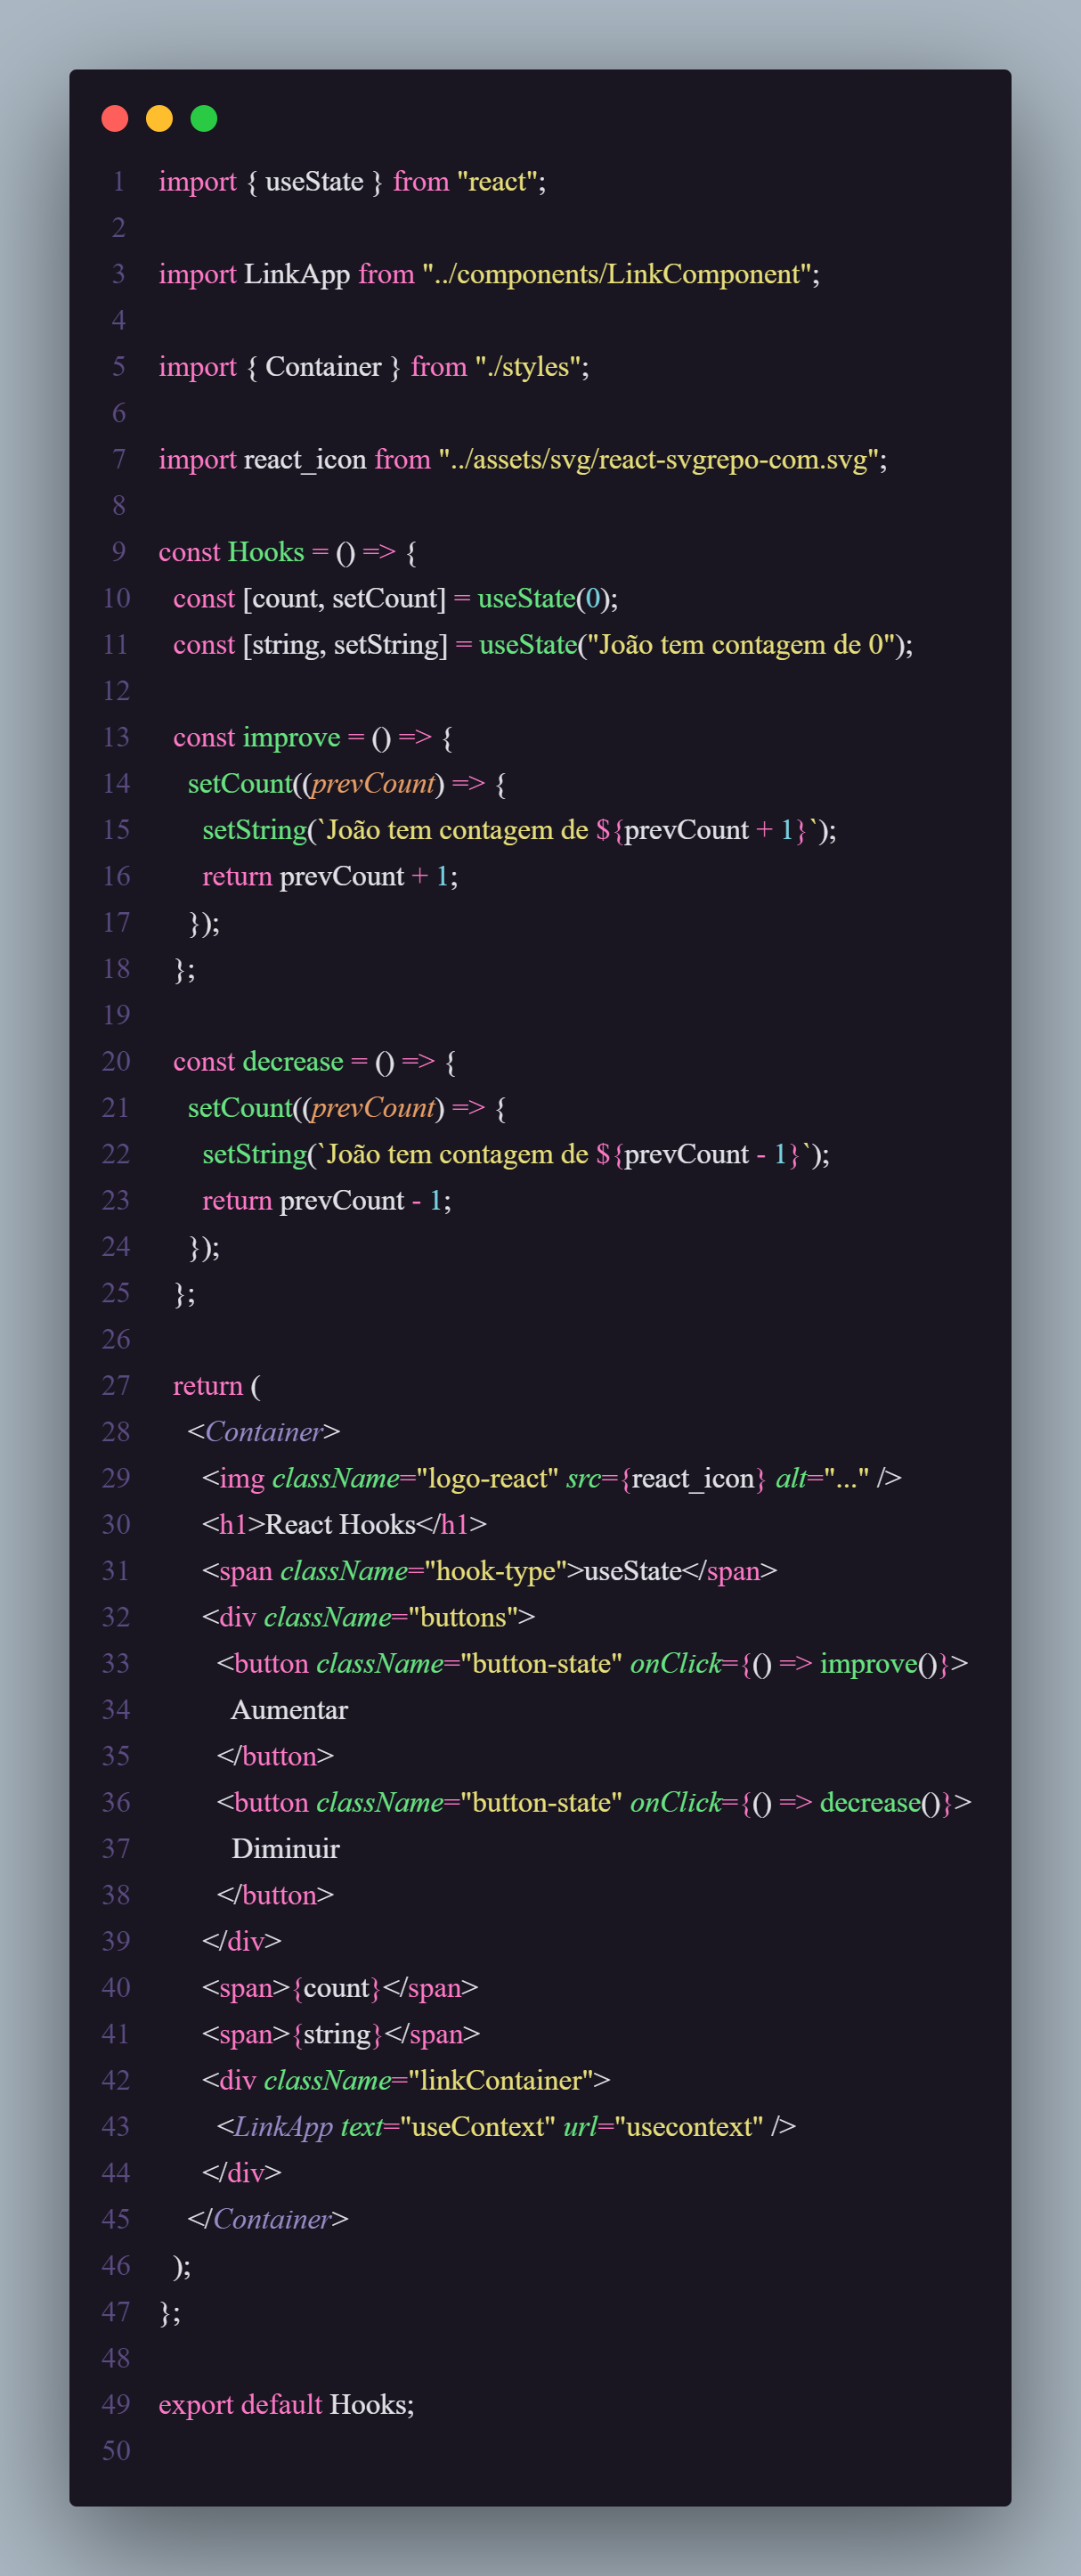 1 import { useState } from "react";
2
3 import LinkApp from "../components/LinkComponent";
4
5 import { Container } from "./styles";
6
7 import react_icon from "../assets/svg/react-svgrepo-com.svg";
8
9 const Hooks = () => {
10   const [count, setCount] = useState(0);
11   const [string, setString] = useState("João tem contagem de 0");
12
13   const improve = () => {
14     setCount((prevCount) => {
15       setString(`João tem contagem de ${prevCount + 1}`);
16       return prevCount + 1;
17     });
18   };
19
20   const decrease = () => {
21     setCount((prevCount) => {
22       setString(`João tem contagem de ${prevCount - 1}`);
23       return prevCount - 1;
24     });
25   };
26
27   return (
28     <Container>
29       <img className="logo-react" src={react_icon} alt="..." />
30       <h1>React Hooks</h1>
31       <span className="hook-type">useState</span>
32       <div className="buttons">
33         <button className="button-state" onClick={() => improve()}>
34           Aumentar
35         </button>
36         <button className="button-state" onClick={() => decrease()}>
37           Diminuir
38         </button>
39       </div>
40       <span>{count}</span>
41       <span>{string}</span>
42       <div className="linkContainer">
43         <LinkApp text="useContext" url="usecontext" />
44       </div>
45     </Container>
46   );
47 };
48
49 export default Hooks;
50